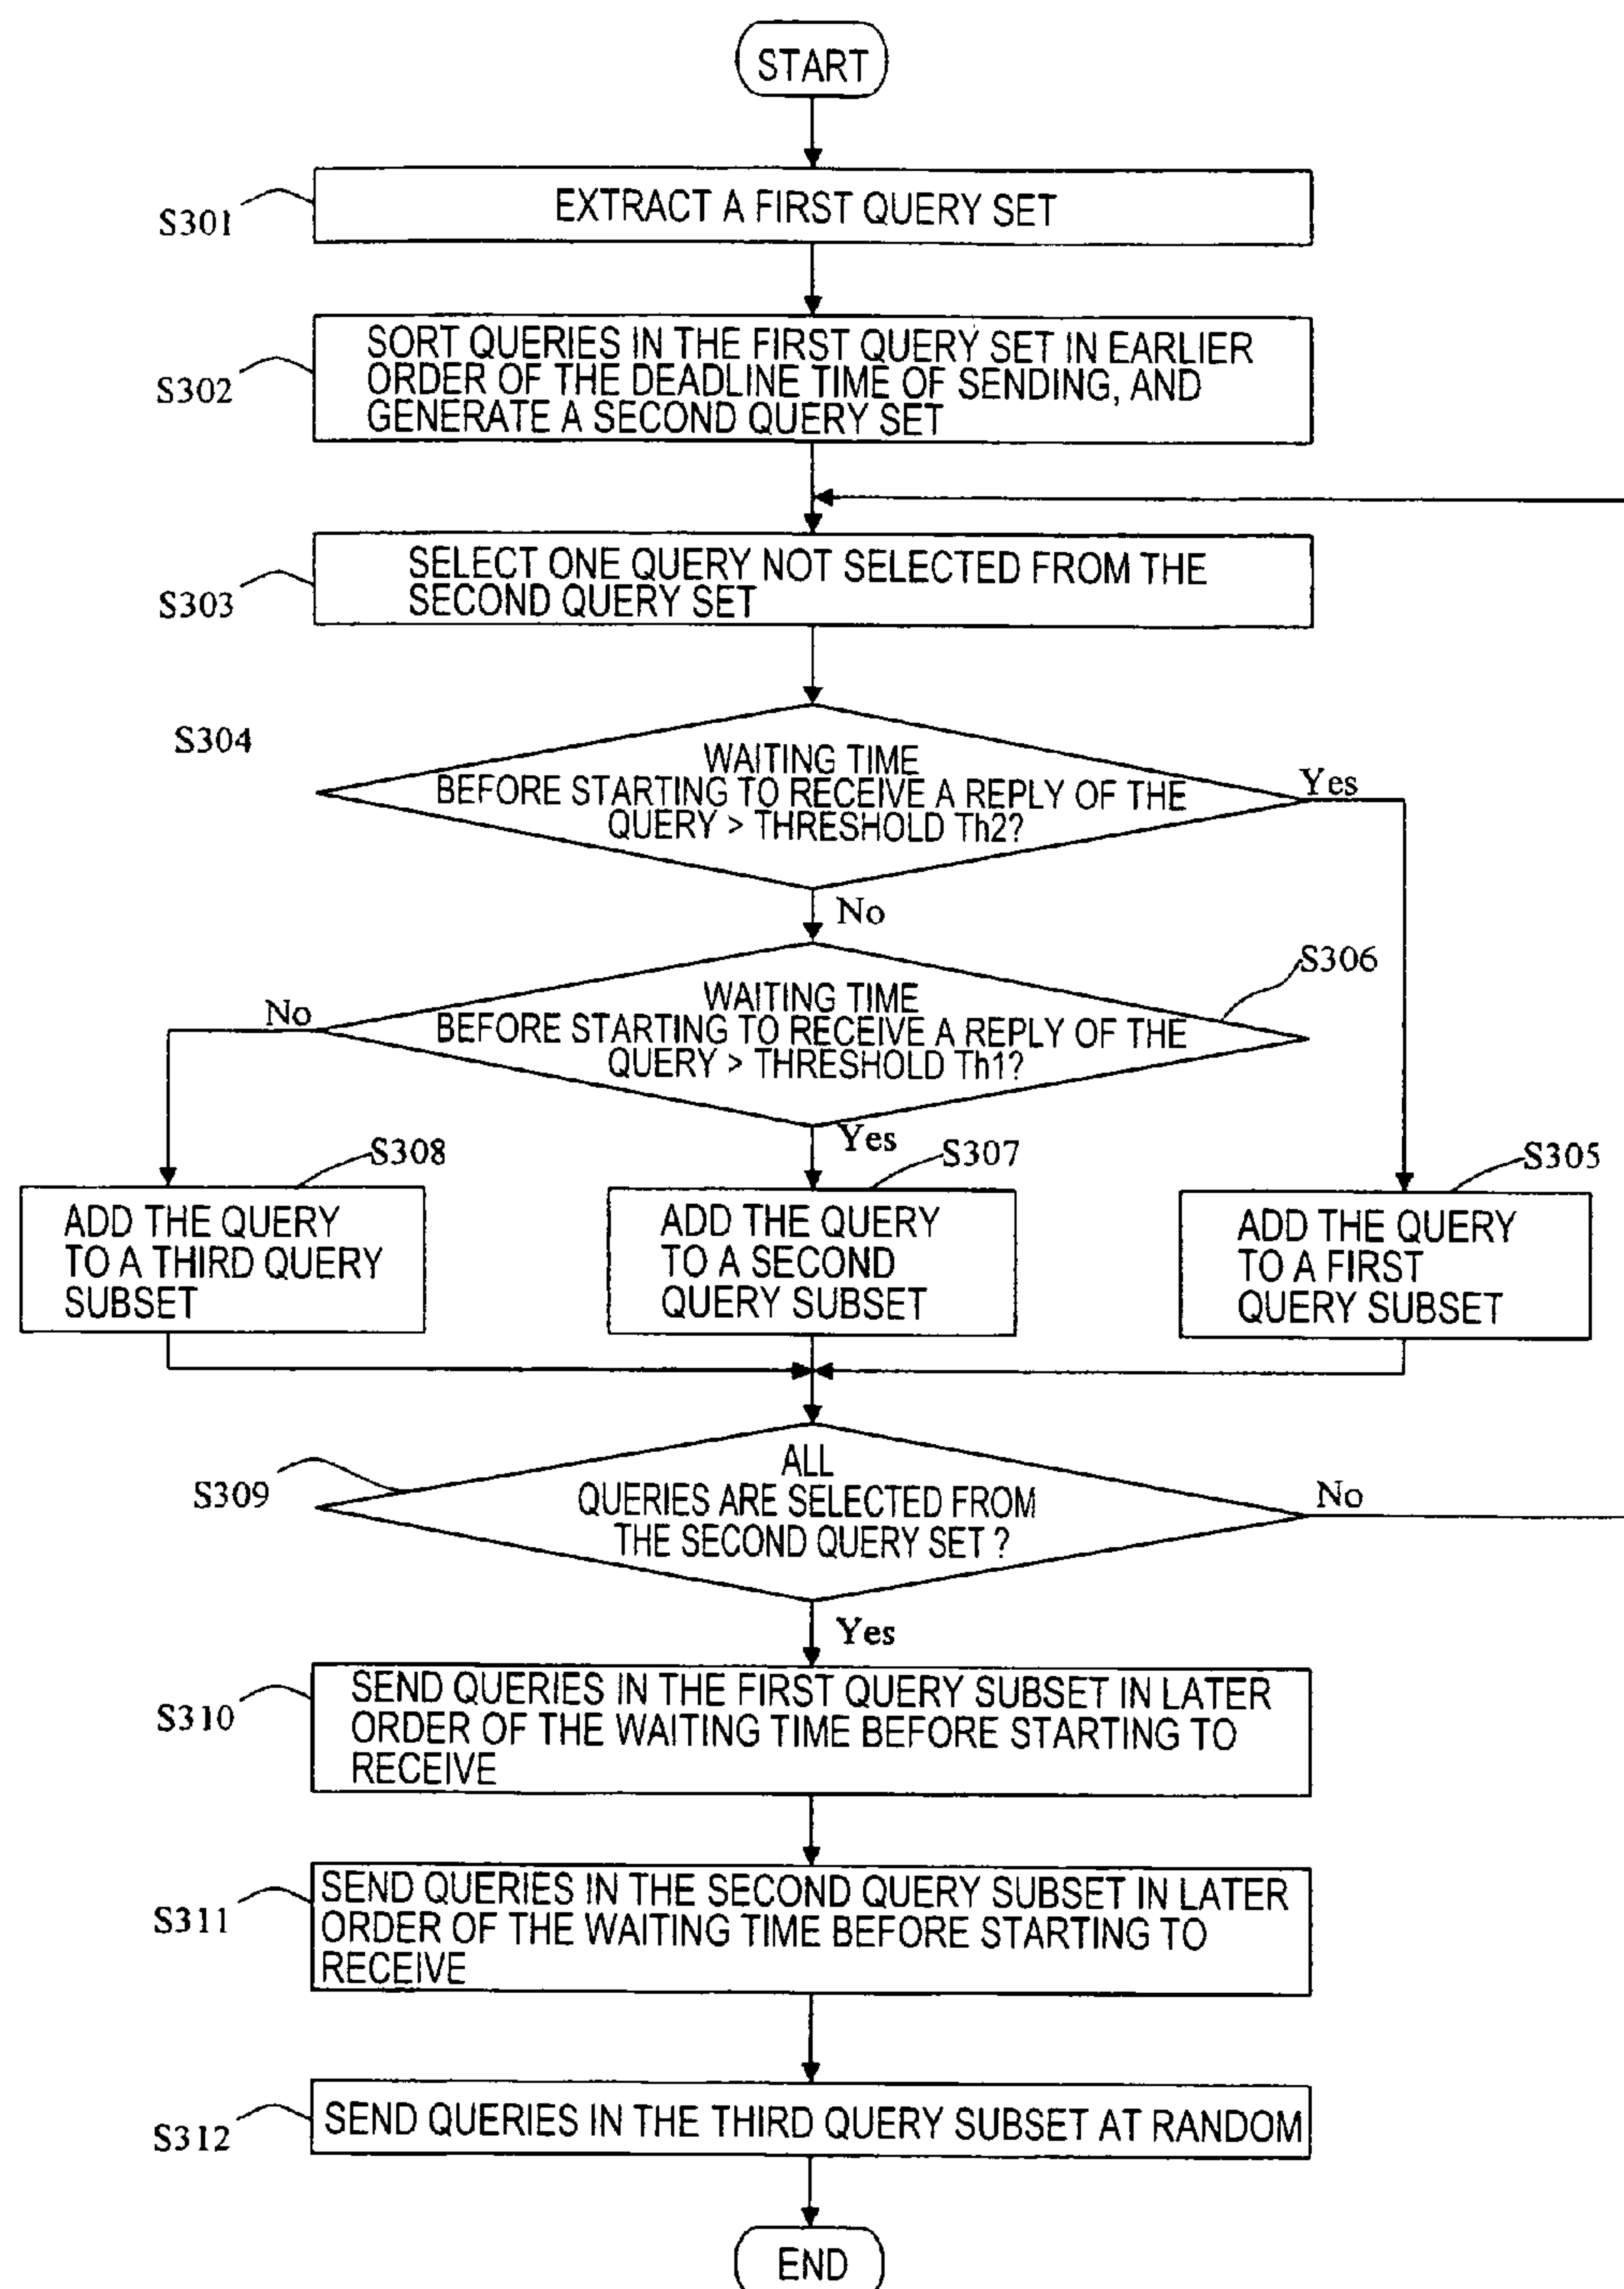 START
S301
EXTRACT A FIRST QUERY SET
S302
SORT QUERIES IN THE FIRST QUERY SET IN EARLIER
ORDER OF THE DEADLINE TIME OF SENDING, AND
GENERATE A SECOND QUERY SET
S303
SELECT ONE QUERY NOT SELECTED FROM THE
SECOND QUERY SET
S304
WAITING TIME
BEFORE STARTING TO RECEIVE A REPLY OF THE
QUERY > THRESHOLD Th2?
Yes
No
S306
WAITING TIME
BEFORE STARTING TO RECEIVE A REPLY OF THE
QUERY > THRESHOLD Th1?
No
Yes
S308
ADD THE QUERY
TO A THIRD QUERY
SUBSET
S307
ADD THE QUERY
TO A SECOND
QUERY SUBSET
S305
ADD THE QUERY
TO A FIRST
QUERY SUBSET
S309
ALL
QUERIES ARE SELECTED FROM
THE SECOND QUERY SET ?
No
Yes
S310
SEND QUERIES IN THE FIRST QUERY SUBSET IN LATER
ORDER OF THE WAITING TIME BEFORE STARTING TO
RECEIVE
S311
SEND QUERIES IN THE SECOND QUERY SUBSET IN LATER
ORDER OF THE WAITING TIME BEFORE STARTING TO
RECEIVE
S312
SEND QUERIES IN THE THIRD QUERY SUBSET AT RANDOM
END